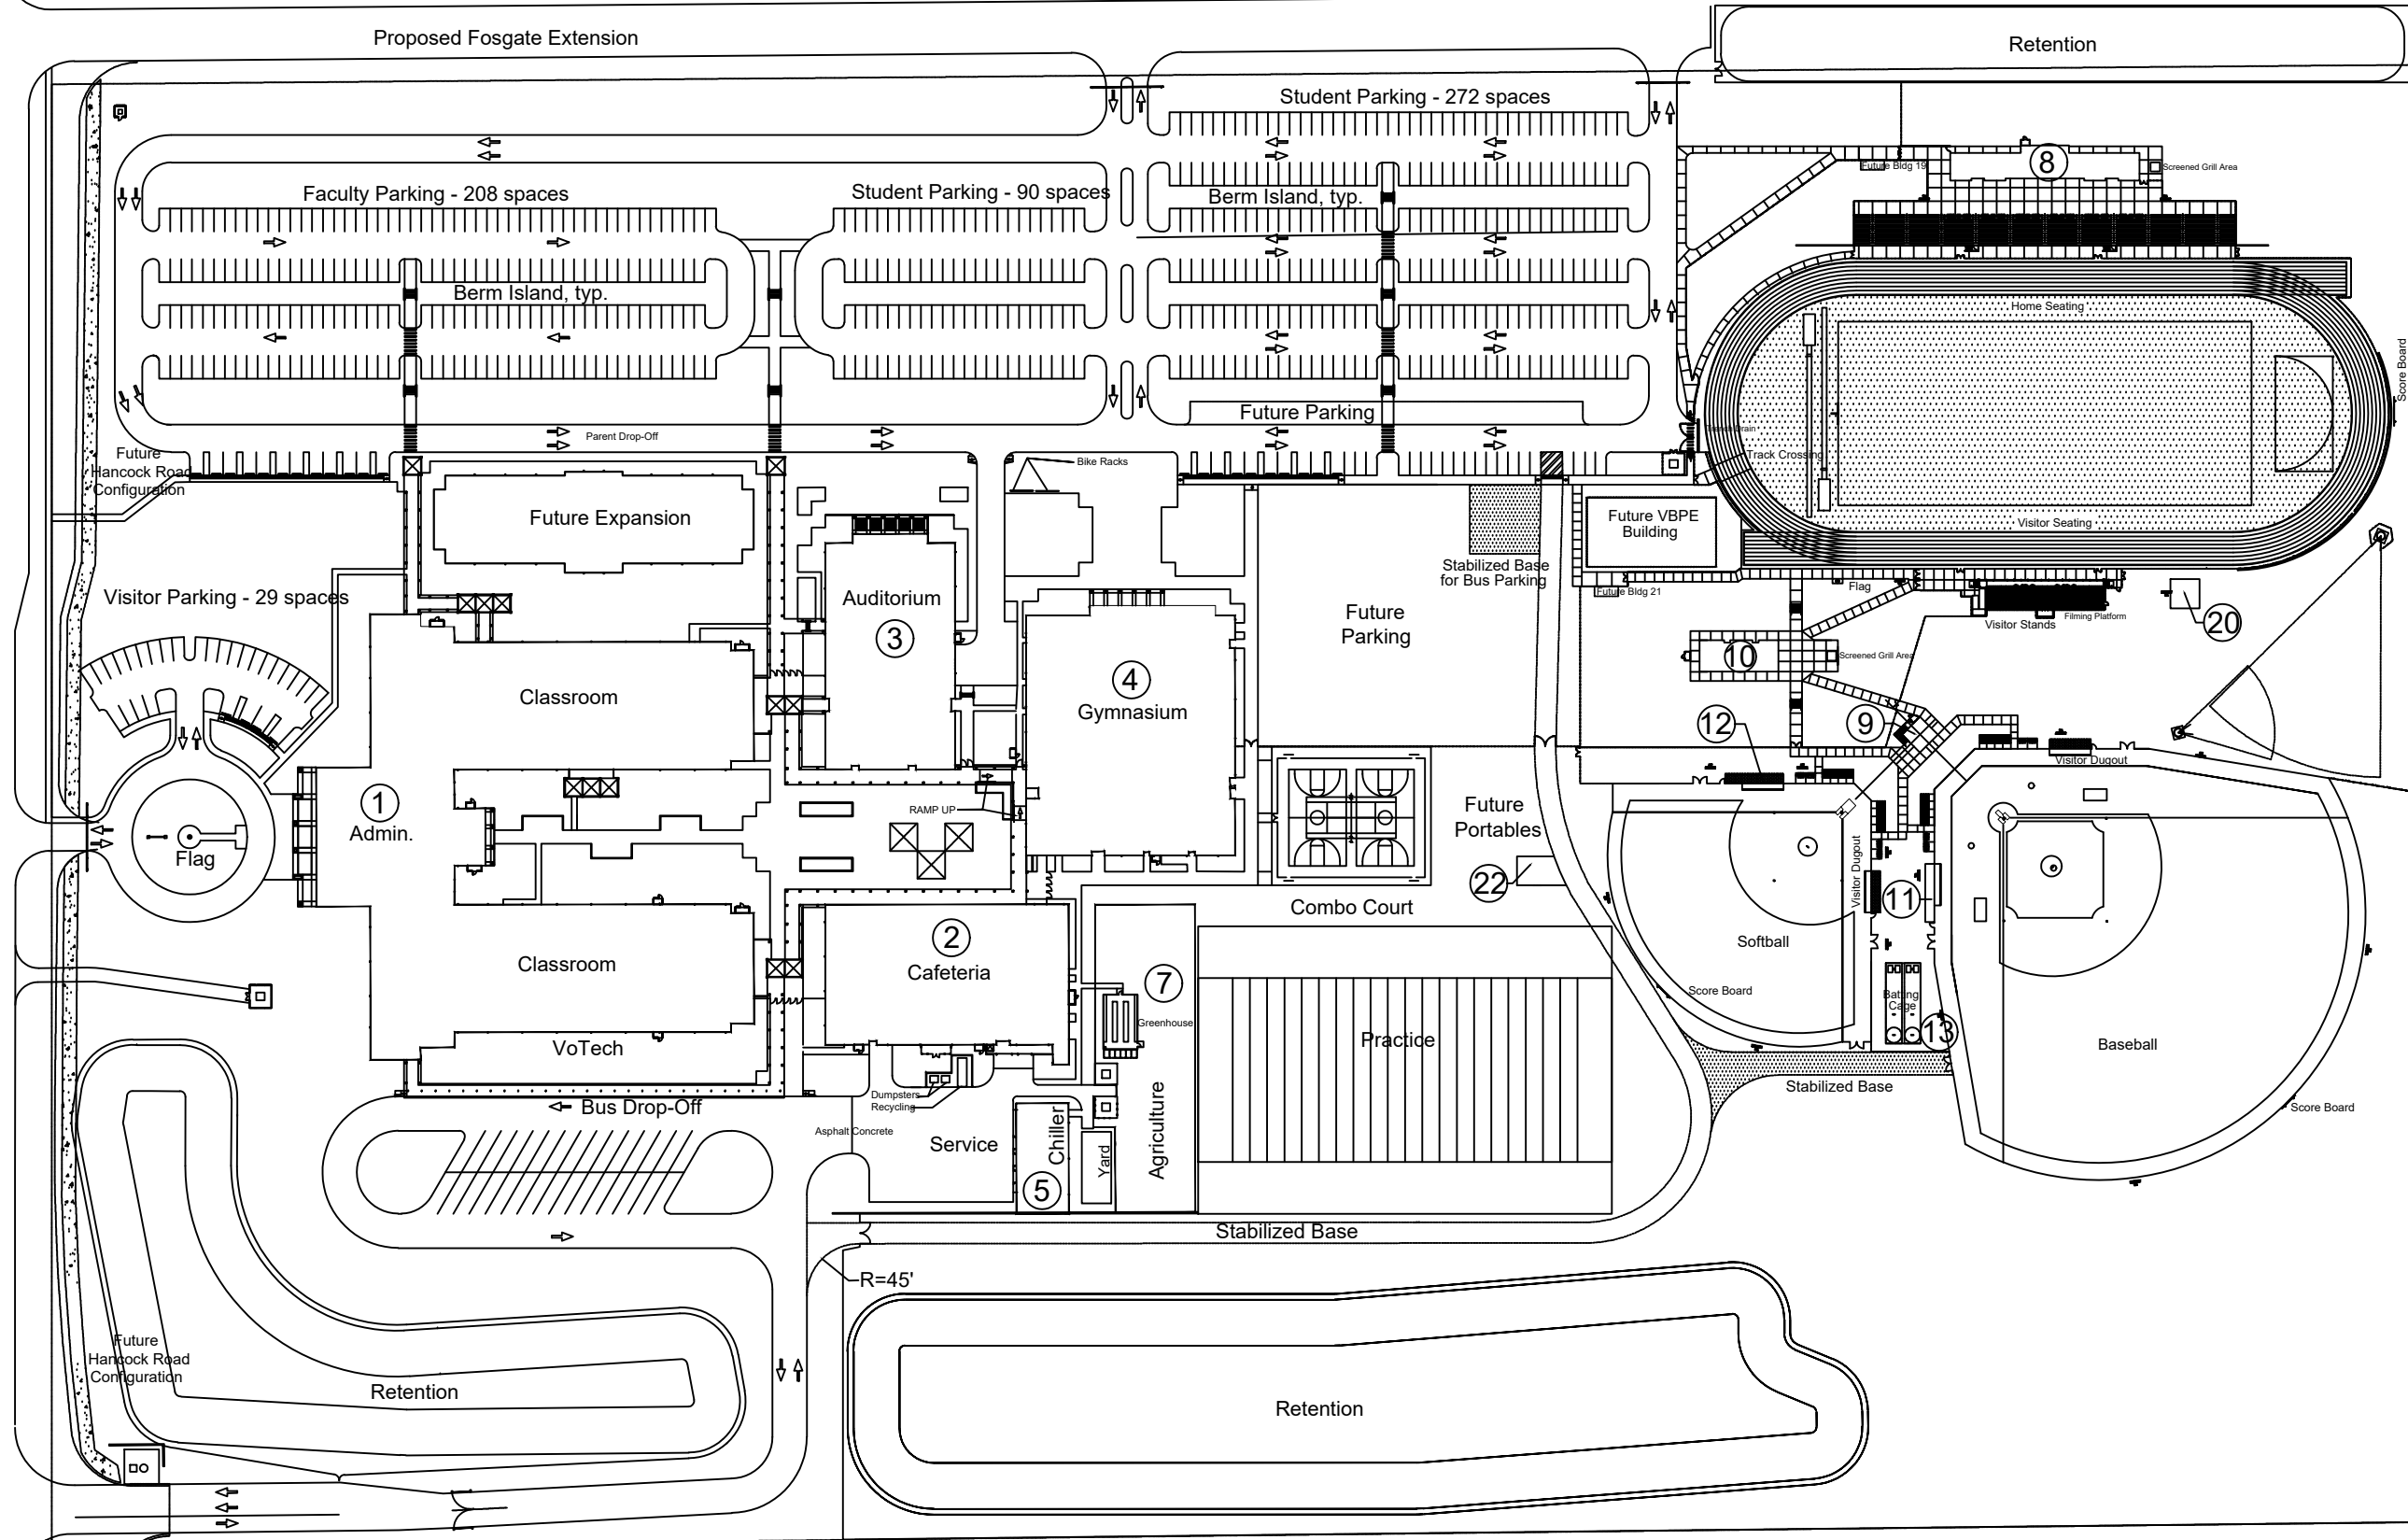 Proposed Fosgate Extension
Retention
Student Parking - 272 spaces
Faculty Parking - 208 spaces
Student Parking - 90 spaces
Berm Island, typ.
Future Bldg 19
8
Screened Grill Area
Berm Island, typ.
Home Seating
Score Board
Future Parking
Parent Drop-Off
Future
Hancock Road
Configuration
Bike Racks
Track Crossing
Future Expansion
Future VBPE
Building
Visitor Seating
Stabilized Base
for Bus Parking
Future Bldg 21
Flag
Visitor Stands
Filming Platform
20
Visitor Parking - 29 spaces
Auditorium
3
Future
Parking
10
Screened Grill Area
4
Gymnasium
Classroom
12
9
Visitor Dugout
1
Admin.
Flag
RAMP UP
Future
Portables
22
Combo Court
Visitor Dugout
11
Softball
Score Board
Batting
Cage
13
Baseball
Score Board
Classroom
2
Cafeteria
7
Greenhouse
Practice
VoTech
Stabilized Base
Bus Drop-Off
Dumpsters
Recycling
Asphalt Concrete
Service
Chiller
5
Yard
Agriculture
Stabilized Base
R=45'
Future
Hancock Road
Configuration
Retention
Retention